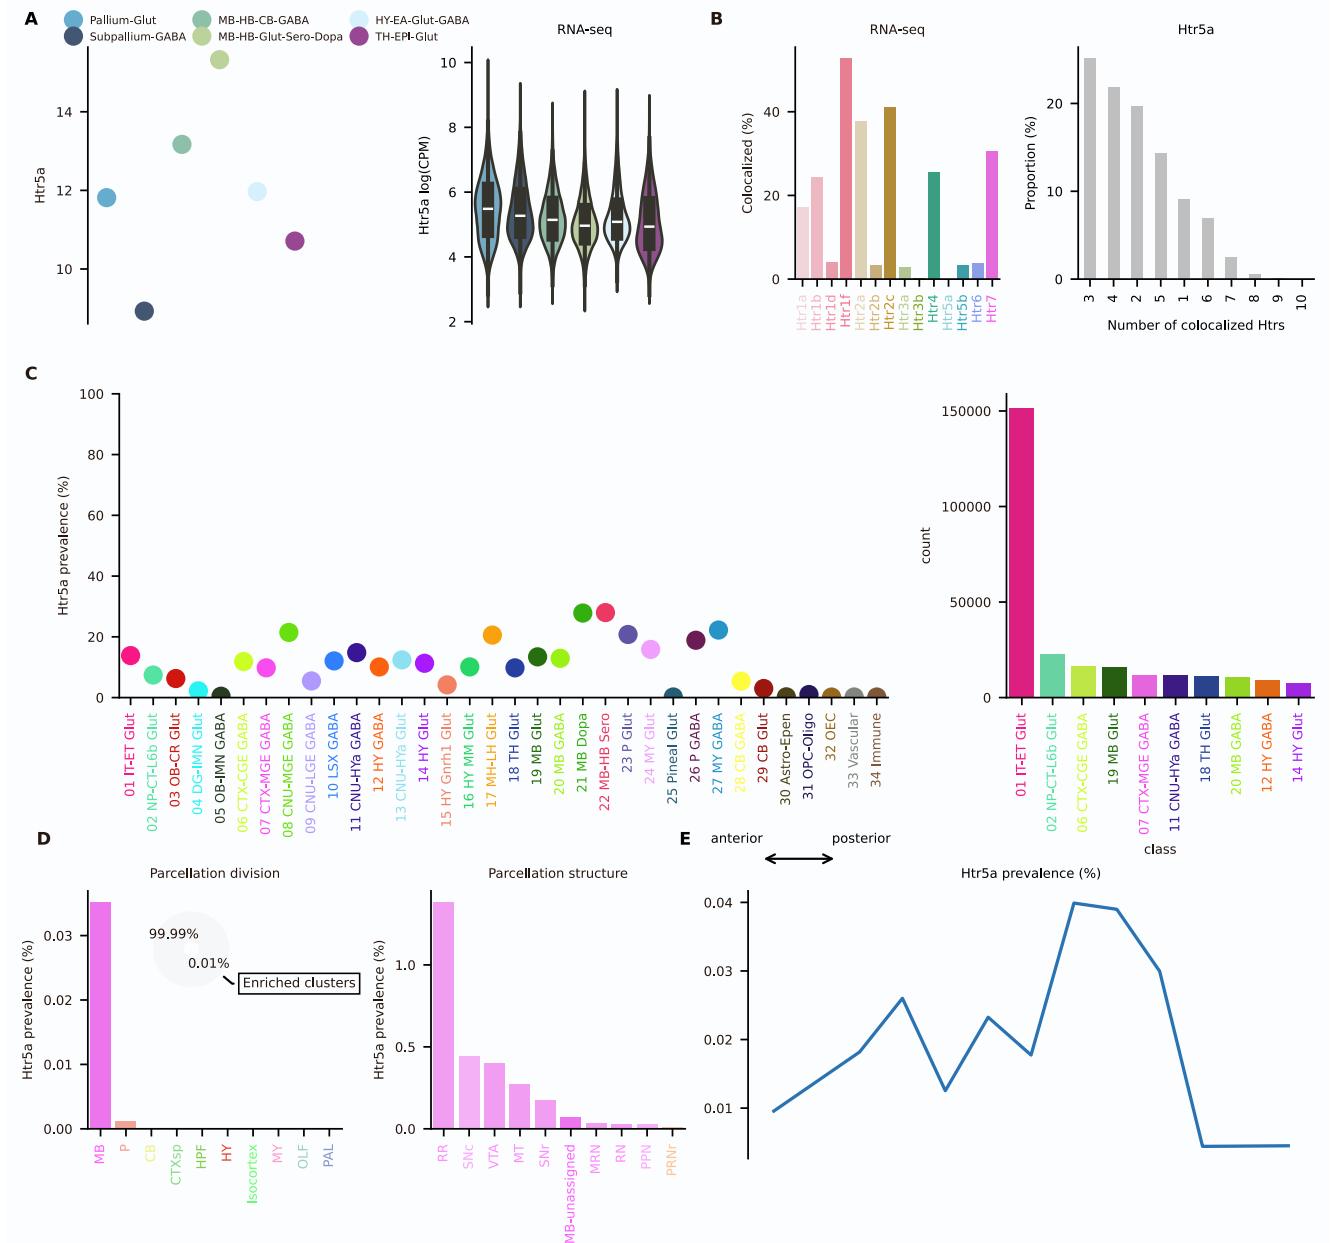 A
Pallium-Glut
Subpallium-GABA
MB-HB-CB-GABA
MB-HB-Glut-Sero-Dopa
HY-EA-Glut-GABA
TH-EPI-Glut
Htr5a
14
12
10
RNA-seq
Htr5a log(CPM)
10
8
6
4
2
B
RNA-seq
Colocalized (%)
40
20
0
Htr1a
Htr1b
Htr1d
Htr1f
Htr2a
Htr2b
Htr2c
Htr3a
Htr3b
Htr4
Htr5a
Htr5b
Htr6
Htr7
Htr5a
Proportion (%)
20
10
0
3
4
2
5
1
6
7
8
9
10
Number of colocalized Htrs
C
Htr5a prevalence (%)
100
80
60
40
20
0
01 IT-ET Glut
02 NP-CT-L6b Glut
03 OB-CR Glut
04 DG-IMN Glut
05 OB-IMN GABA
06 CTX-CGE GABA
07 CTX-MGE GABA
08 CNU-MGE GABA
09 CNU-LGE GABA
10 LSX GABA
11 CNU-HYa GABA
12 HY GABA
13 CNU-HYa Glut
14 HY Glut
15 HY Gnrh1 Glut
16 HY MM Glut
17 MH-LH Glut
18 TH Glut
19 MB Glut
20 MB GABA
21 MB Dopa
22 MB-HB Sero
23 P Glut
24 MY Glut
25 Pineal Glut
26 P GABA
27 MY GABA
28 CB GABA
29 CB Glut
30 Astro-Epen
31 OPC-Oligo
32 OEC
33 Vascular
34 Immune
count
150000
100000
50000
0
01 IT-ET Glut
02 NP-CT-L6b Glut
06 CTX-CGE GABA
19 MB Glut
07 CTX-MGE GABA
11 CNU-HYa GABA
18 TH Glut
20 MB GABA
12 HY GABA
14 HY Glut
class
D
Parcellation division
Htr5a prevalence (%)
0.03
0.02
0.01
0.00
99.99%
0.01%
Enriched clusters
MB
P
CB
CTXsp
HPF
HY
Isocortex
MY
OLF
PAL
Parcellation structure
Htr5a prevalence (%)
1.0
0.5
0.0
RR
SNc
VTA
MT
SNr
MB-unassigned
MRN
RN
PPN
PRNr
E
anterior
posterior
Htr5a prevalence (%)
0.04
0.03
0.02
0.01